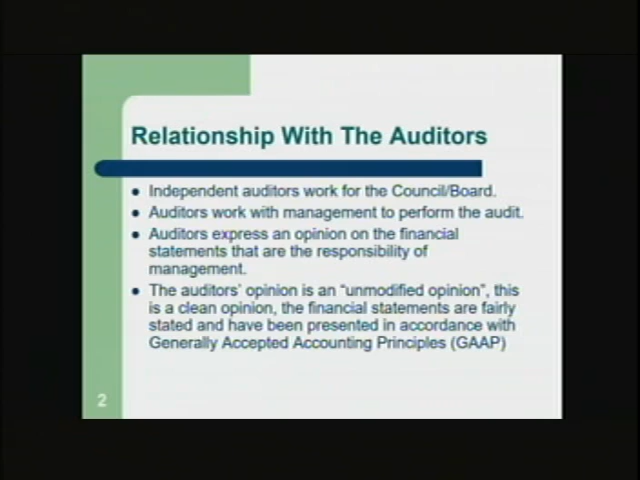 Relationship With The Auditors
● Independent auditors work for the Council/Board.
● Auditors work with management to perform the audit.
● Auditors express an opinion on the financial
statements that are the responsibility of
management.
● The auditors' opinion is an “unmodified opinion”, this
is a clean opinion, the financial statements are fairly
stated and have been presented in accordance with
Generally Accepted Accounting Principles (GAAP)
2